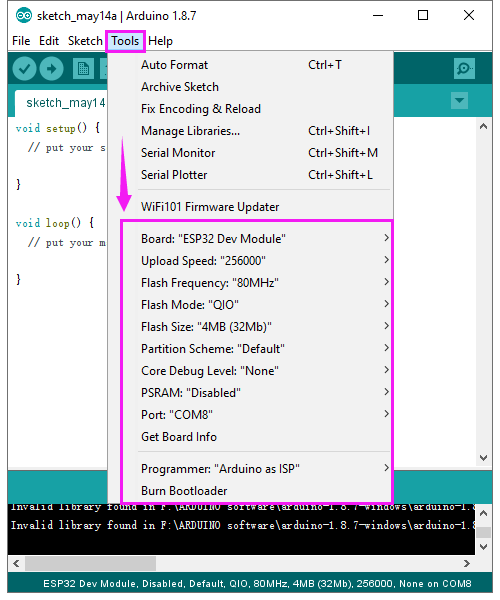 sketch_may14a | Arduino 1.8.7
File Edit Sketch Tools Help
Auto Format Ctrl+T
Archive Sketch
Fix Encoding & Reload
Manage Libraries... Ctrl+Shift+I
Serial Monitor Ctrl+Shift+M
Serial Plotter Ctrl+Shift+L
WiFi101 Firmware Updater
Board: "ESP32 Dev Module"
Upload Speed: "256000"
Flash Frequency: "80MHz"
Flash Mode: "QIO"
Flash Size: "4MB (32Mb)"
Partition Scheme: "Default"
Core Debug Level: "None"
PSRAM: "Disabled"
Port: "COM8"
Get Board Info
Programmer: "Arduino as ISP"
Burn Bootloader
sketch_may14
void setup() {
// put your s
}
void loop() {
// put your m
}
Invalid library found in F:\ARDUINO software\arduino-1.8.7-windows\arduino-1.8
Invalid library found in F:\ARDUINO software\arduino-1.8.7-windows\arduino-1.8
ESP32 Dev Module, Disabled, Default, QIO, 80MHz, 4MB (32Mb), 256000, None on COM8